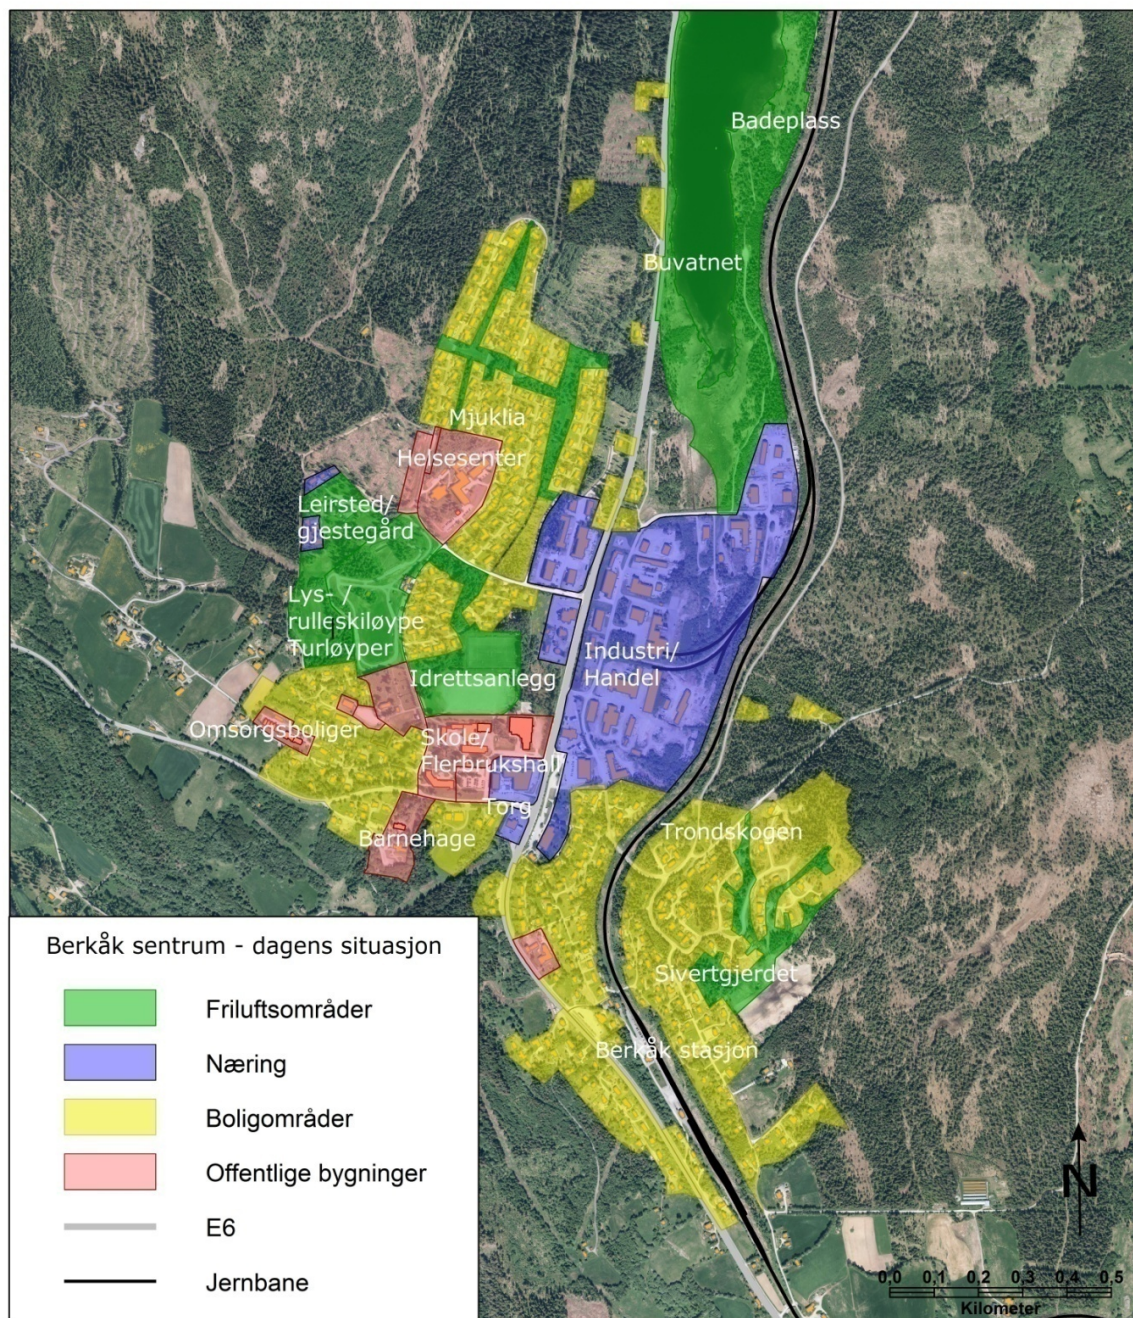 Badeplass
Buvatnet
Mjuklia
Helsesenter
Leirsted/
gjestegård
Lys- /
rulleskiløype
Turløyper
Industri/
Handel
Idrettsanlegg
Omsorgsboliger
Skole/
Flerbrukshall
Torg
Barnehage
Trondskogen
Sivertgjerdet
Berkåk stasjon
Berkåk sentrum - dagens situasjon
Friluftsområder
Næring
Boligområder
Offentlige bygninger
E6
Jernbane
N
0,0 0,1 0,2 0,3 0,4 0,5
Kilometer